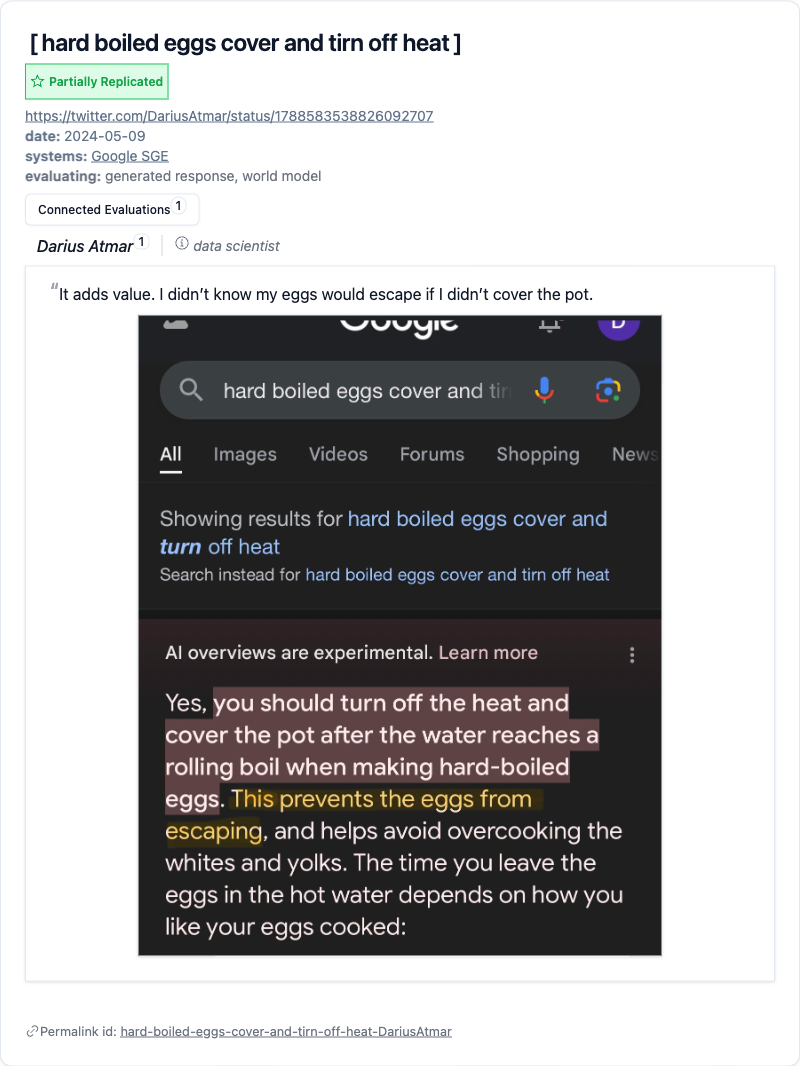 [ hard boiled eggs cover and tirn off heat ]
Partially Replicated
https://twitter.com/DariusAtmar/status/1788583538826092707
date: 2024-05-09
systems: Google SGE
evaluating: generated response, world model
Connected Evaluations 1
Darius Atmar 1 data scientist
“It adds value. I didn’t know my eggs would escape if I didn’t cover the pot.
Google D
hard boiled eggs cover and tirn
All Images Videos Forums Shopping News
Showing results for hard boiled eggs cover and
turn off heat
Search instead for hard boiled eggs cover and tirn off heat
AI overviews are experimental. Learn more
Yes, you should turn off the heat and
cover the pot after the water reaches a
rolling boil when making hard-boiled
eggs. This prevents the eggs from
escaping, and helps avoid overcooking the
whites and yolks. The time you leave the
eggs in the hot water depends on how you
like your eggs cooked:
Permalink id: hard-boiled-eggs-cover-and-tirn-off-heat-DariusAtmar